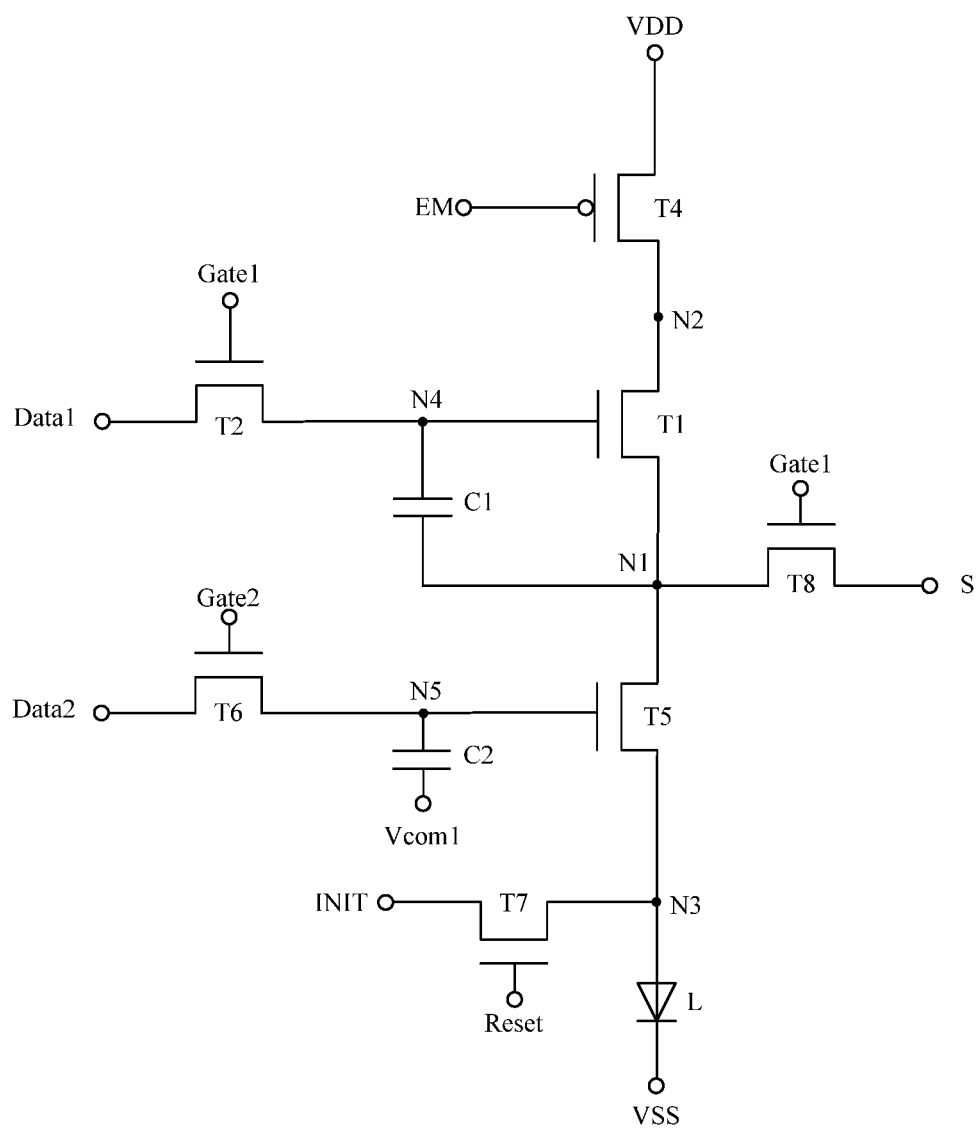 VDD
EM
T4
Gate1
N2
N4
Data1
T2
T1
Gate1
C1
N1
T8
S
Gate2
N5
Data2
T6
T5
C2
Vcom1
INIT
T7
N3
L
Reset
VSS